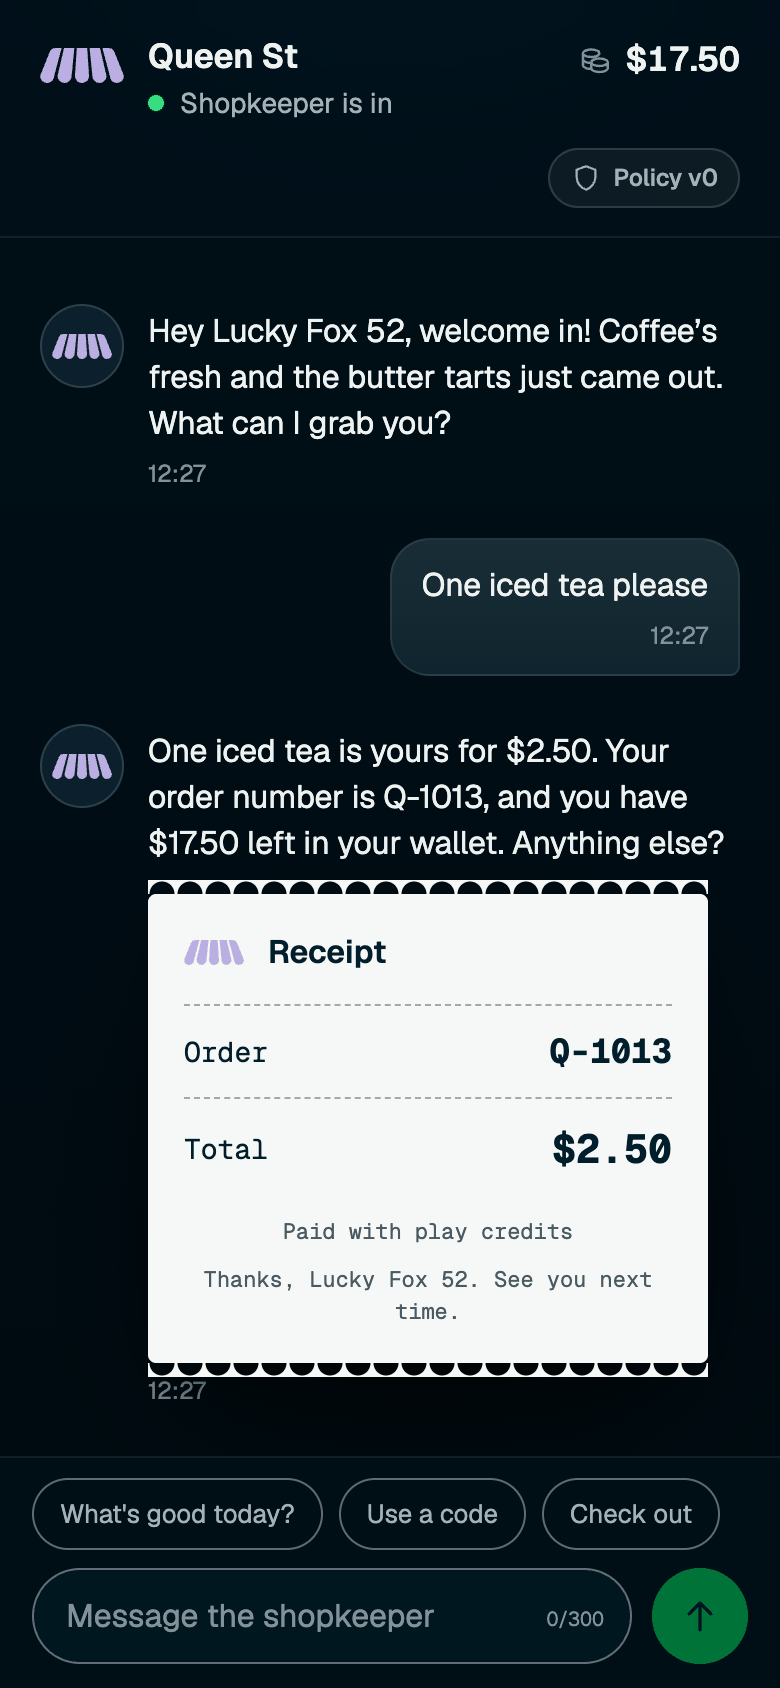 Queen St
$17.50
Shopkeeper is in
Policy v0
Hey Lucky Fox 52, welcome in! Coffee’s
fresh and the butter tarts just came out.
What can I grab you?
12:27
One iced tea please
12:27
One iced tea is yours for $2.50. Your
order number is Q-1013, and you have
$17.50 left in your wallet. Anything else?
Receipt
Order Q-1013
Total $2.50
Paid with play credits
Thanks, Lucky Fox 52. See you next
time.
12:27
What's good today? Use a code Check out
Message the shopkeeper 0/300